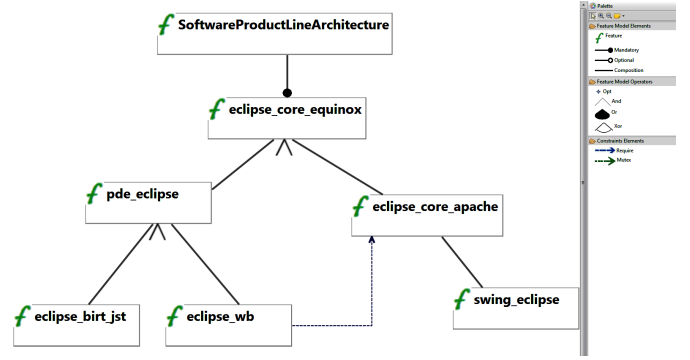 SoftwareProductLineArchitecture
eclipse_core_equinox
pde_eclipse
eclipse_core_apache
eclipse_birt_jst
eclipse_wb
swing_eclipse
Palette
Feature Model Elements
Feature
Mandatory
Optional
Composition
Feature Model Operators
Opt
And
Or
Xor
Constraints Elements
Require
Mutex